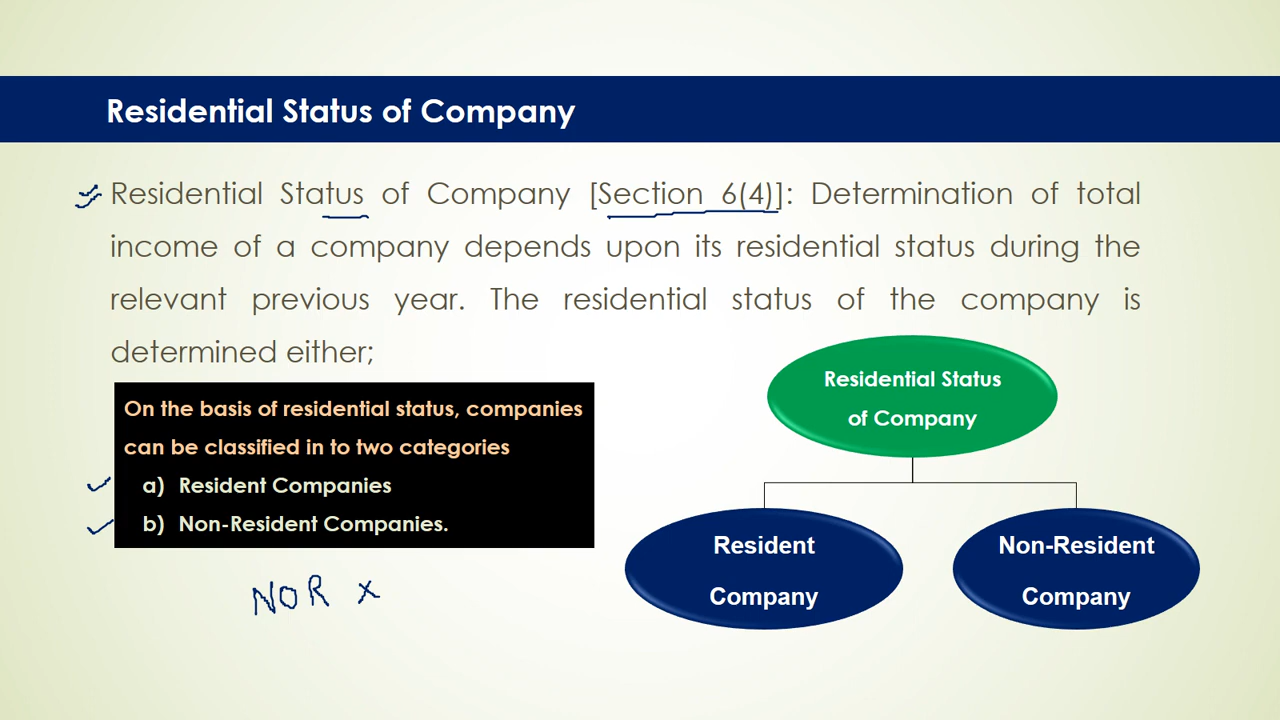 Residential Status of Company
Residential Status of Company [Section 6(4)]: Determination of total
income of a company depends upon its residential status during the
relevant previous year. The residential status of the company is
determined either;
On the basis of residential status, companies
can be classified in to two categories
a) Resident Companies
b) Non-Resident Companies.
NOR x
Residential Status
of Company
Resident
Company
Non-Resident
Company